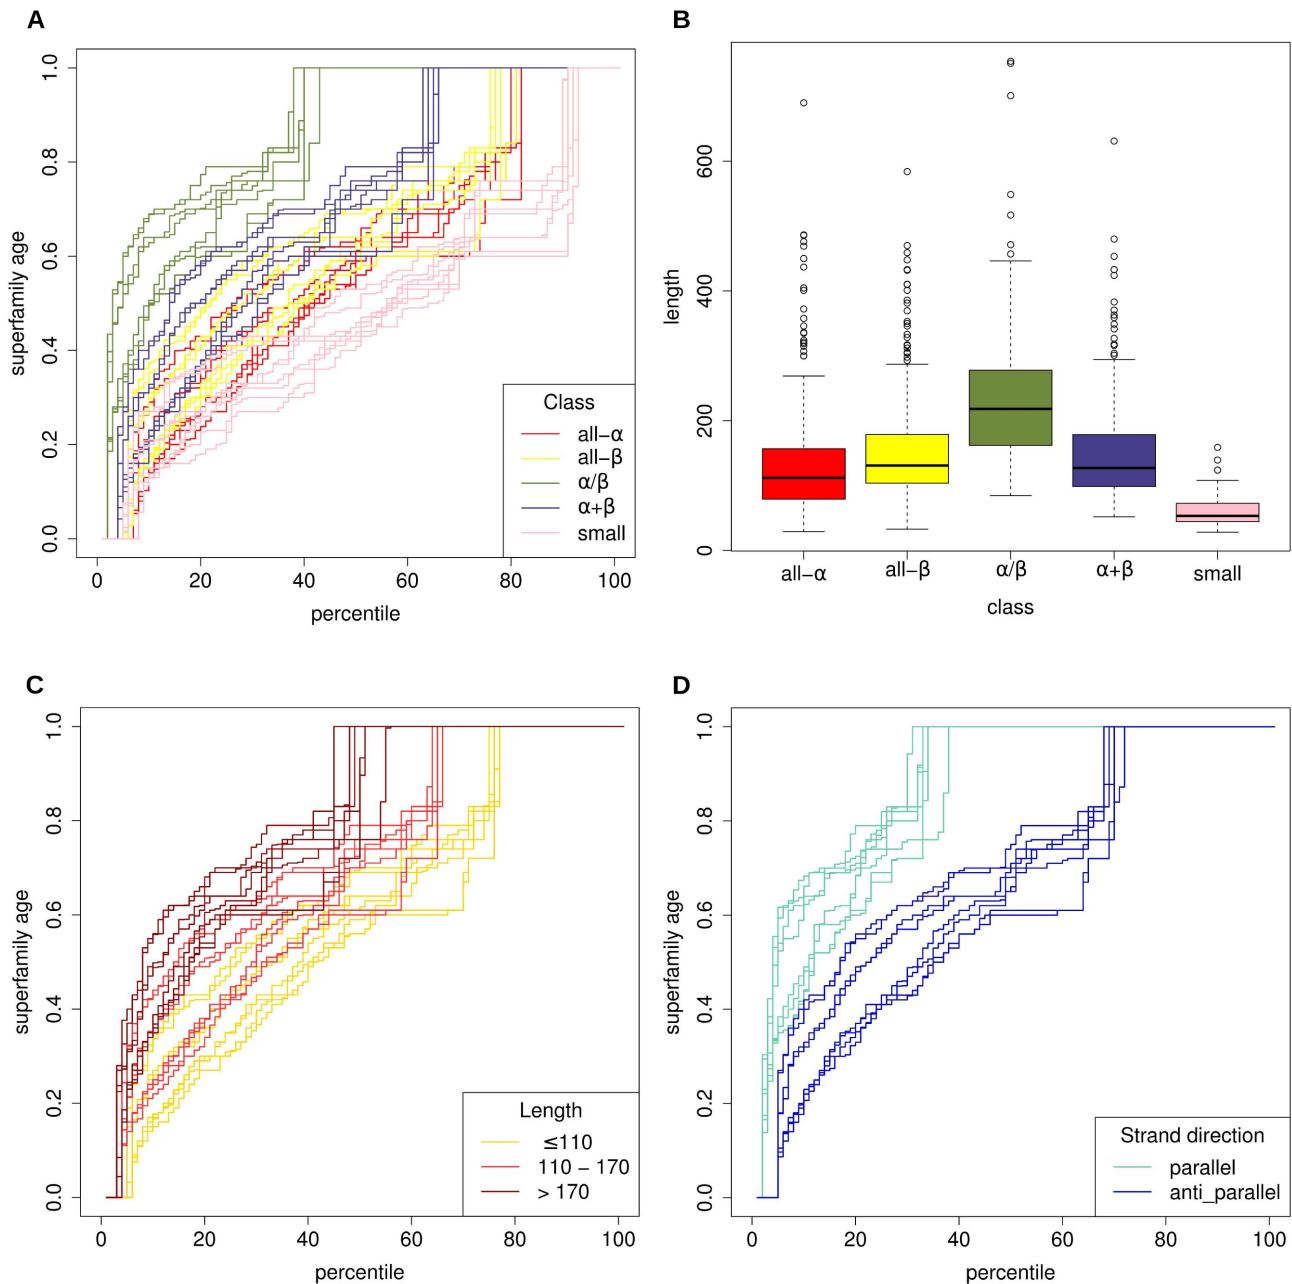 A
superfamily age
0.0
0.2
0.4
0.6
0.8
1.0
0
20
40
60
80
100
percentile
Class
all−α
all−β
α/β
α+β
small
B
length
0
200
400
600
all−α
all−β
α/β
α+β
small
class
C
superfamily age
0.0
0.2
0.4
0.6
0.8
1.0
0
20
40
60
80
100
percentile
Length
≤110
110 − 170
> 170
D
superfamily age
0.0
0.2
0.4
0.6
0.8
1.0
0
20
40
60
80
100
percentile
Strand direction
parallel
anti_parallel